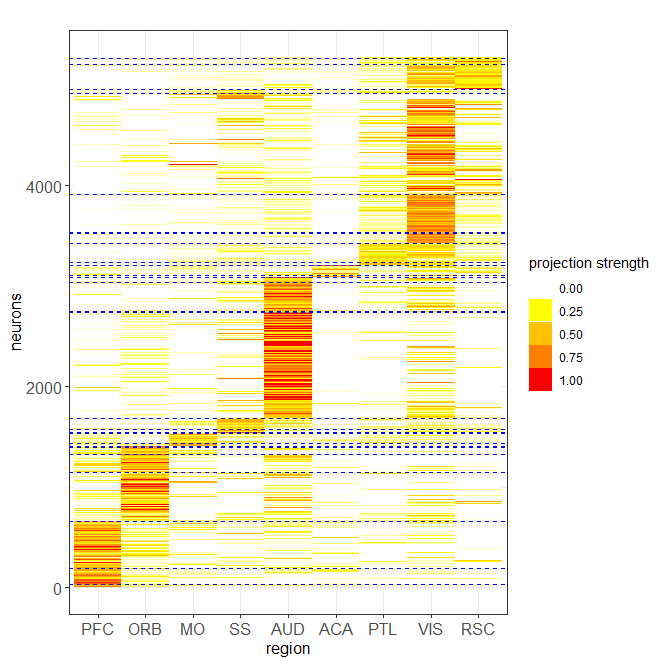 neurons
4000
2000
0
PFC ORB MO SS AUD ACA PTL VIS RSC
region
projection strength
0.00
0.25
0.50
0.75
1.00